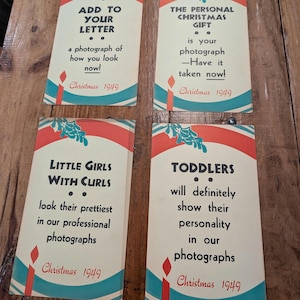 ADD TO
YOUR
LETTER
a photograph of
how you look
now!
Christmas 1949
THE PERSONAL
CHRISTMAS
GIFT
is your
photograph
—Have it
taken now!
Christmas 1949
LITTLE GIRLS
WITH CURLS
look their prettiest
in our professional
photographs
Christmas 1949
TODDLERS
will definitely
show their
personality
in our
photographs
Christmas 1949